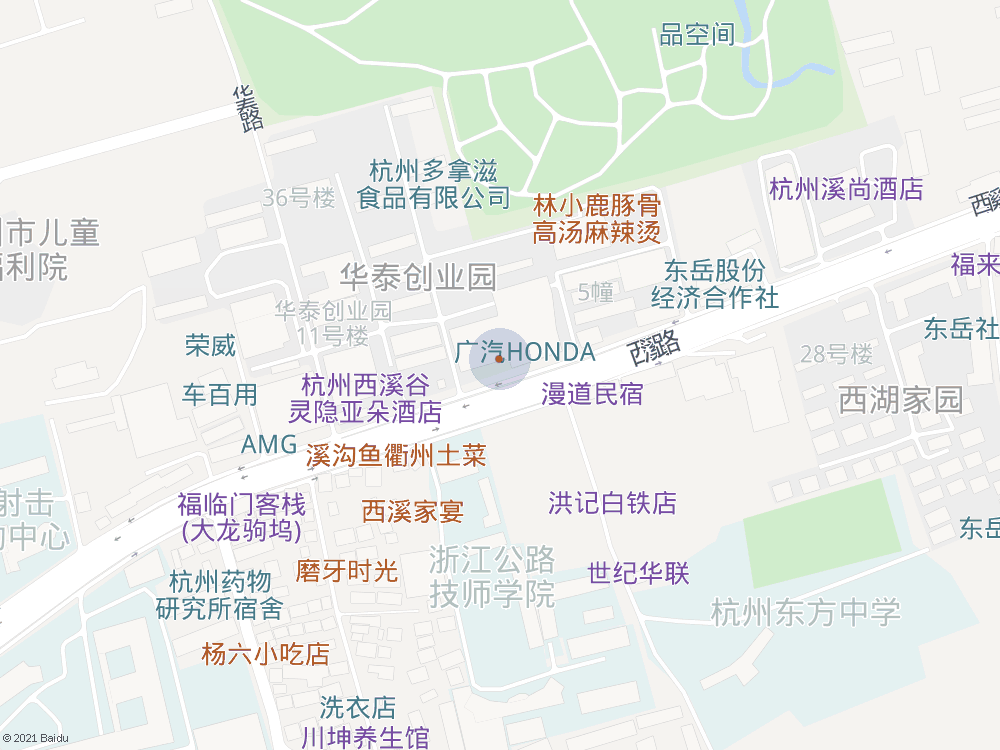 品空间
华泰路
杭州多拿滋
食品有限公司
36号楼
杭州溪尚酒店
林小鹿豚骨
高汤麻辣烫
西溪
市儿童
福利院
华泰创业园
东岳股份
经济合作社
福来
5幢
华泰创业园
11号楼
荣威
广汽HONDA
西溪路
东岳社
28号楼
车百用
杭州西溪谷
灵隐亚朵酒店
漫道民宿
西湖家园
AMG
溪沟鱼衢州土菜
射击
中心
福临门客栈
(大龙驹坞)
西溪家宴
洪记白铁店
东岳
磨牙时光
浙江公路
技师学院
世纪华联
杭州药物
研究所宿舍
杭州东方中学
杨六小吃店
洗衣店
川坤养生馆
© 2021 Baidu